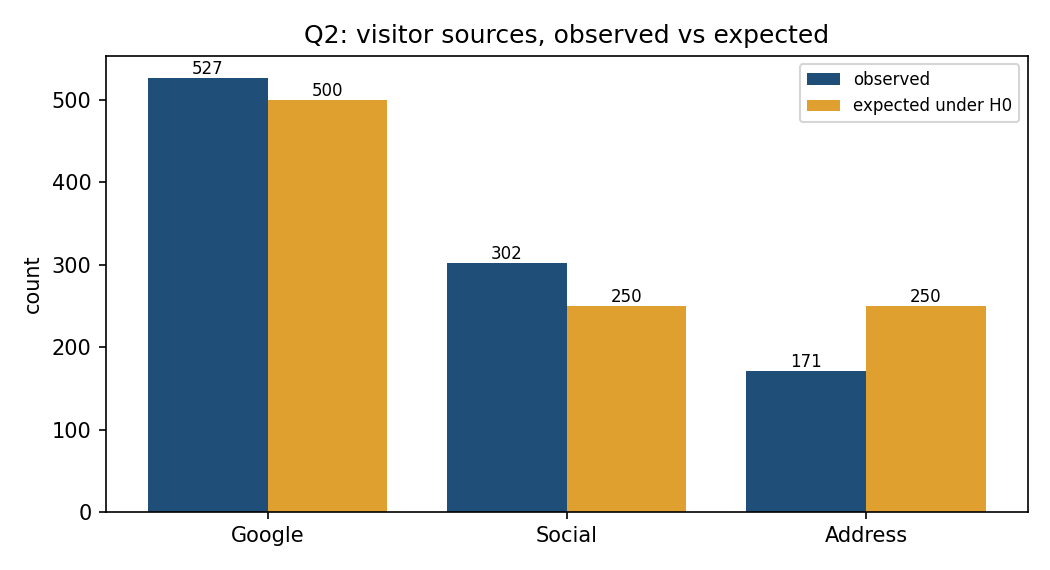 Q2: visitor sources, observed vs expected
observed
expected under H0
count
500
400
300
200
100
0
527
500
302
250
171
250
Google
Social
Address